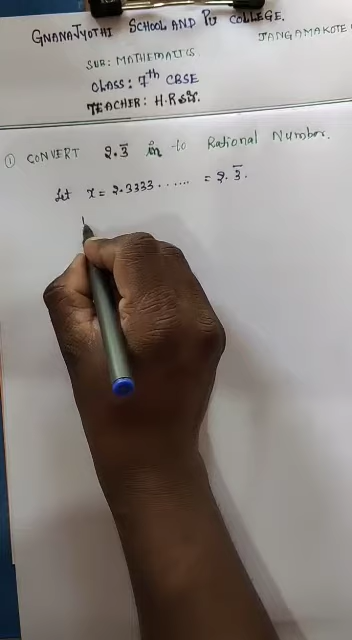 GNANAJYOTHI SCHOOL AND PU COLLEGE.
JANGAMAKOTE
SUB: MATHEMATICS
CLASS: 7th CBSE
TEACHER: H.R
① CONVERT 2.3̅ in to Rational Number.
Let x = 2.3333....... = 2.3̅.